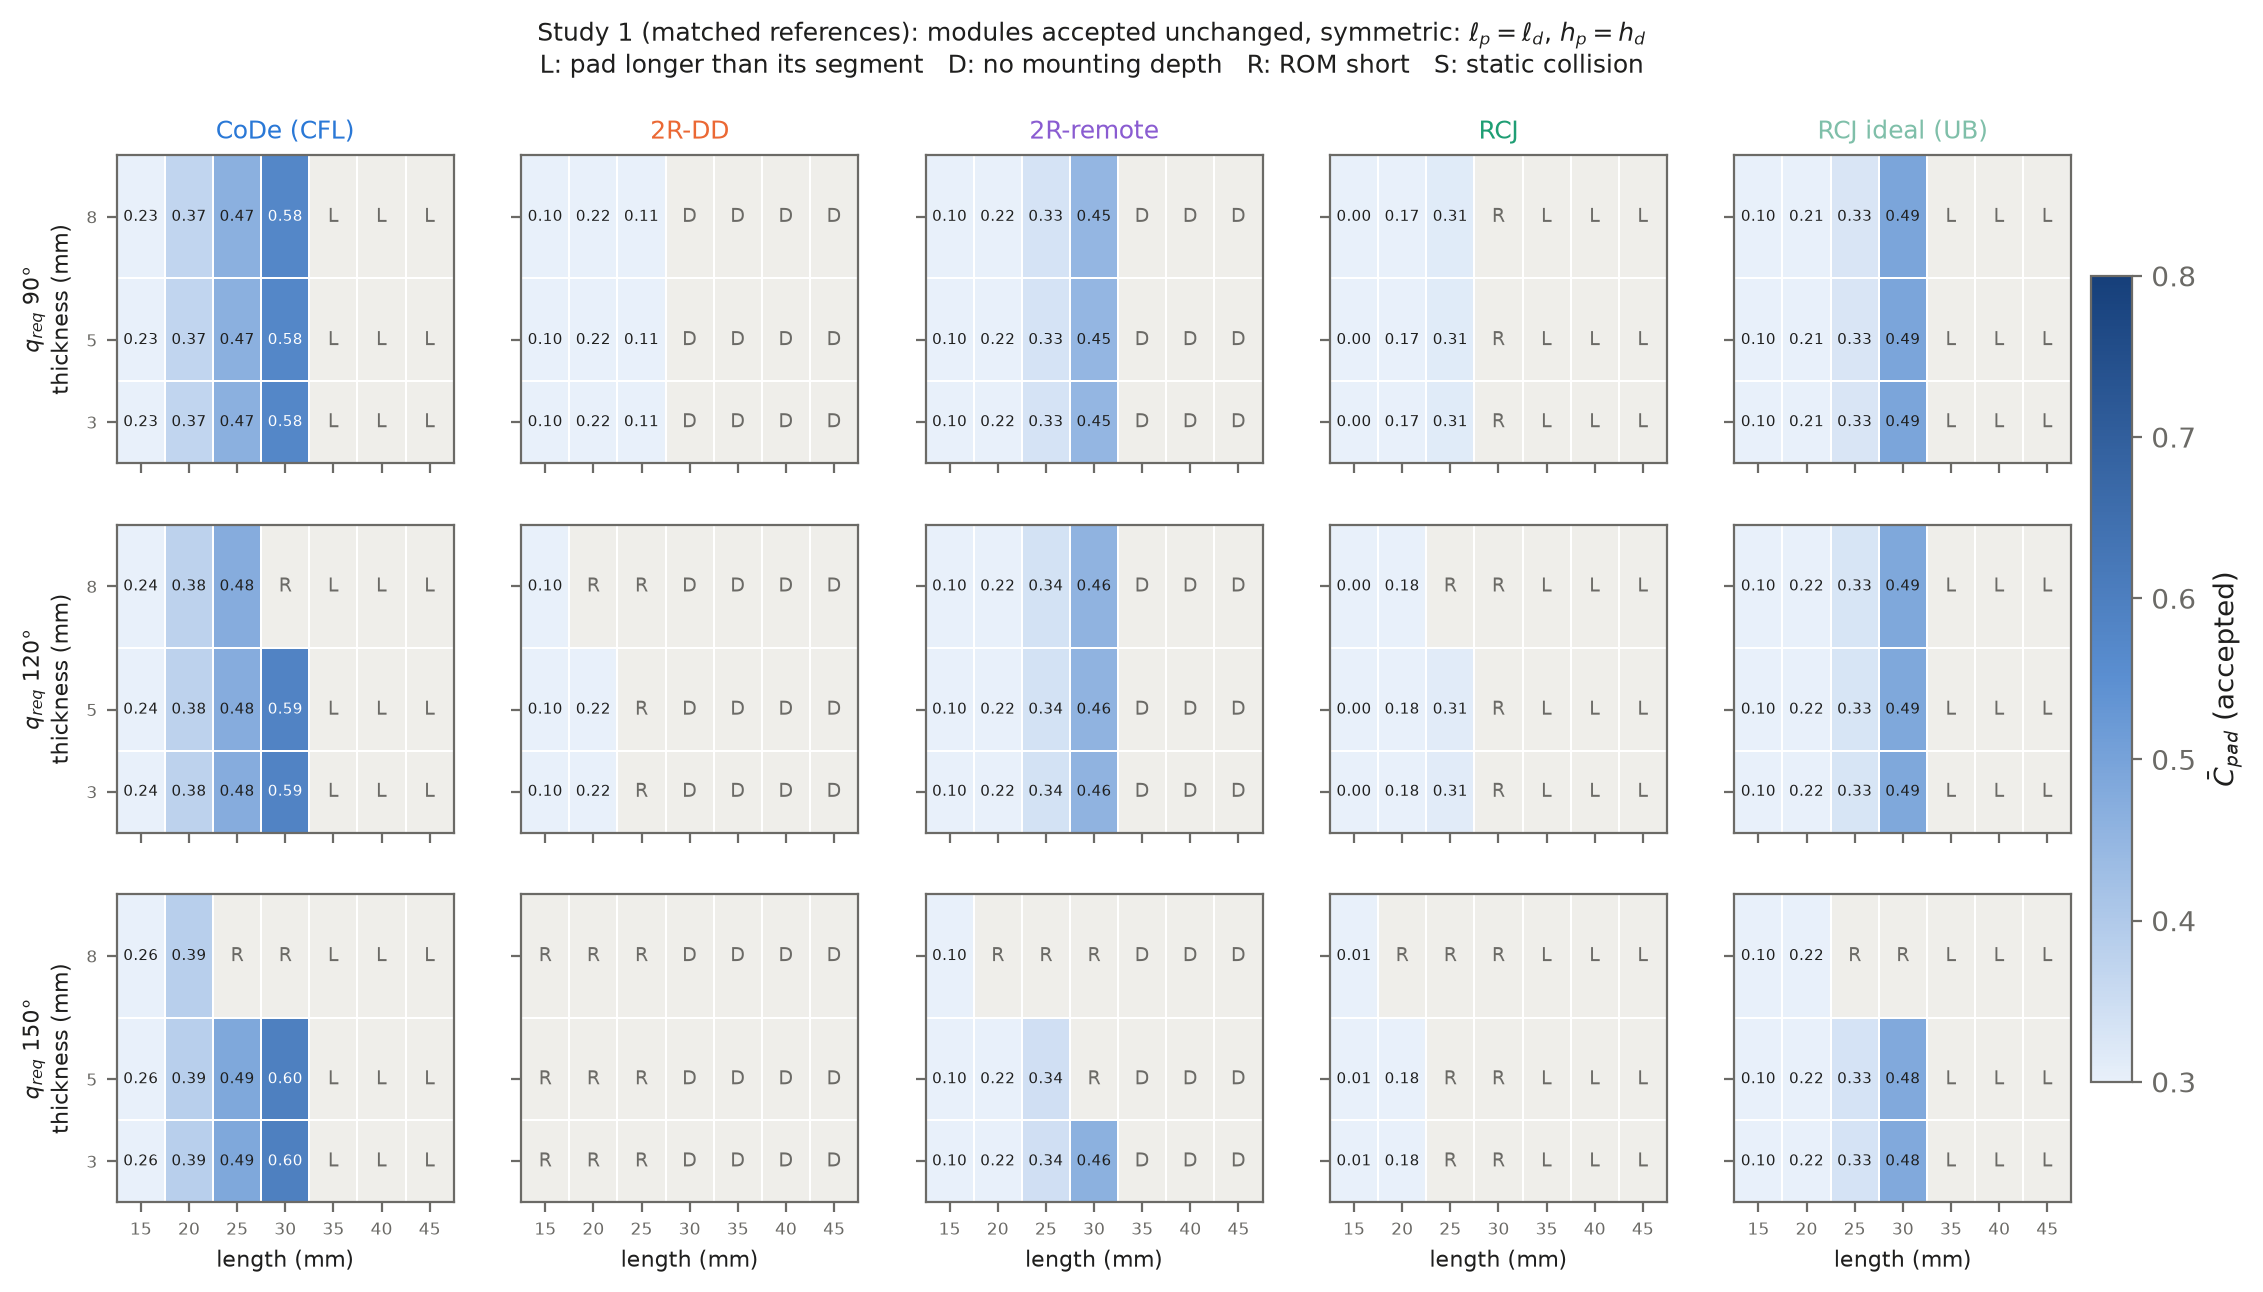 Study 1 (matched references): modules accepted unchanged, symmetric: ℓp = ℓd, hp = hd
L: pad longer than its segment   D: no mounting depth   R: ROM short   S: static collision
CoDe (CFL)   2R-DD   2R-remote   RCJ   RCJ ideal (UB)
qreq 90°
thickness (mm)
8   0.23 0.37 0.47 0.58 L L L   0.10 0.22 0.11 D D D D   0.10 0.22 0.33 0.45 D D D   0.00 0.17 0.31 R L L L   0.10 0.21 0.33 0.49 L L L
5   0.23 0.37 0.47 0.58 L L L   0.10 0.22 0.11 D D D D   0.10 0.22 0.33 0.45 D D D   0.00 0.17 0.31 R L L L   0.10 0.21 0.33 0.49 L L L
3   0.23 0.37 0.47 0.58 L L L   0.10 0.22 0.11 D D D D   0.10 0.22 0.33 0.45 D D D   0.00 0.17 0.31 R L L L   0.10 0.21 0.33 0.49 L L L
qreq 120°
thickness (mm)
8   0.24 0.38 0.48 R L L L   0.10 R R D D D D   0.10 0.22 0.34 0.46 D D D   0.00 0.18 R R L L L   0.10 0.22 0.33 0.49 L L L
5   0.24 0.38 0.48 0.59 L L L   0.10 0.22 R D D D D   0.10 0.22 0.34 0.46 D D D   0.00 0.18 0.31 R L L L   0.10 0.22 0.33 0.49 L L L
3   0.24 0.38 0.48 0.59 L L L   0.10 0.22 R D D D D   0.10 0.22 0.34 0.46 D D D   0.00 0.18 0.31 R L L L   0.10 0.22 0.33 0.49 L L L
qreq 150°
thickness (mm)
8   0.26 0.39 R R L L L   R R R D D D D   0.10 R R R D D D   0.01 R R R L L L   0.10 0.22 R R L L L
5   0.26 0.39 0.49 0.60 L L L   R R R D D D D   0.10 0.22 0.34 R D D D   0.01 0.18 R R L L L   0.10 0.22 0.33 0.48 L L L
3   0.26 0.39 0.49 0.60 L L L   R R R D D D D   0.10 0.22 0.34 0.46 D D D   0.01 0.18 R R L L L   0.10 0.22 0.33 0.48 L L L
15 20 25 30 35 40 45   15 20 25 30 35 40 45   15 20 25 30 35 40 45   15 20 25 30 35 40 45   15 20 25 30 35 40 45
length (mm)   length (mm)   length (mm)   length (mm)   length (mm)
0.8
0.7
0.6
0.5
0.4
0.3
C̄pad (accepted)